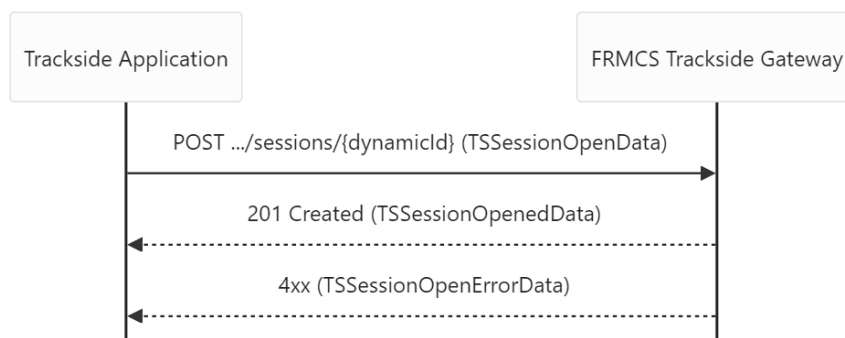 Trackside Application
FRMCS Trackside Gateway
POST .../sessions/{dynamicId} (TSSessionOpenData)
201 Created (TSSessionOpenedData)
4xx (TSSessionOpenErrorData)